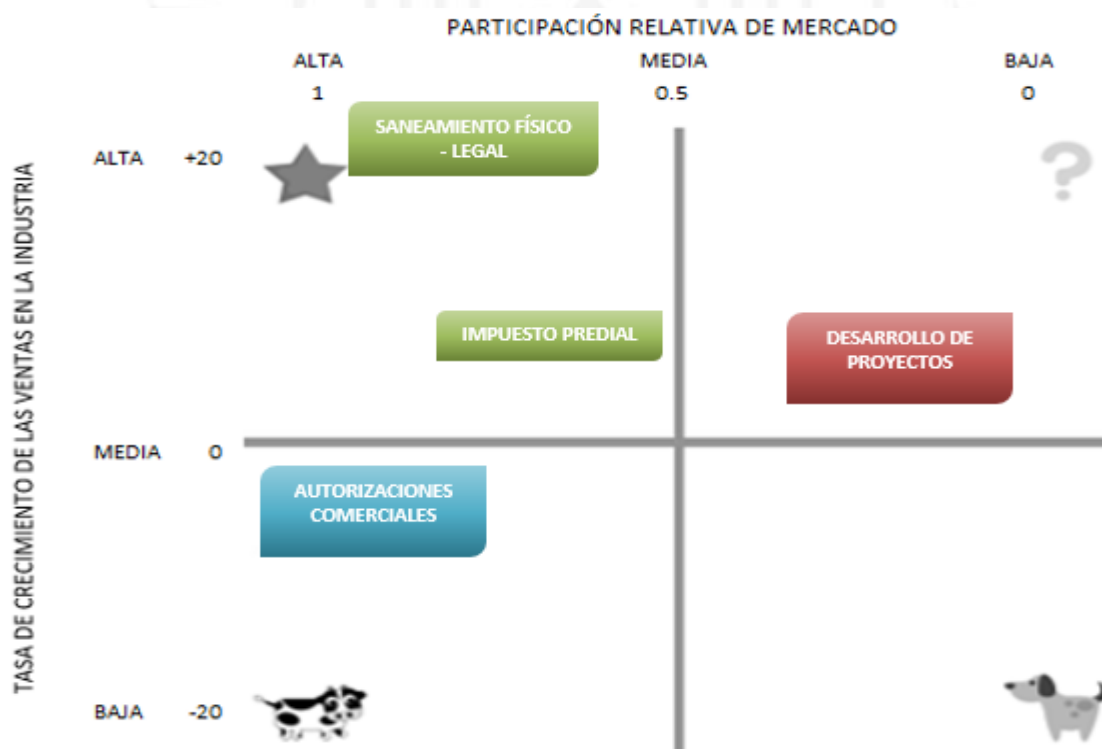 PARTICIPACIÓN RELATIVA DE MERCADO
ALTA MEDIA BAJA
1 0.5 0
TASA DE CRECIMIENTO DE LAS VENTAS EN LA INDUSTRIA
ALTA +20
SANEAMIENTO FÍSICO
- LEGAL
?
IMPUESTO PREDIAL
DESARROLLO DE
PROYECTOS
MEDIA 0
AUTORIZACIONES
COMERCIALES
BAJA -20